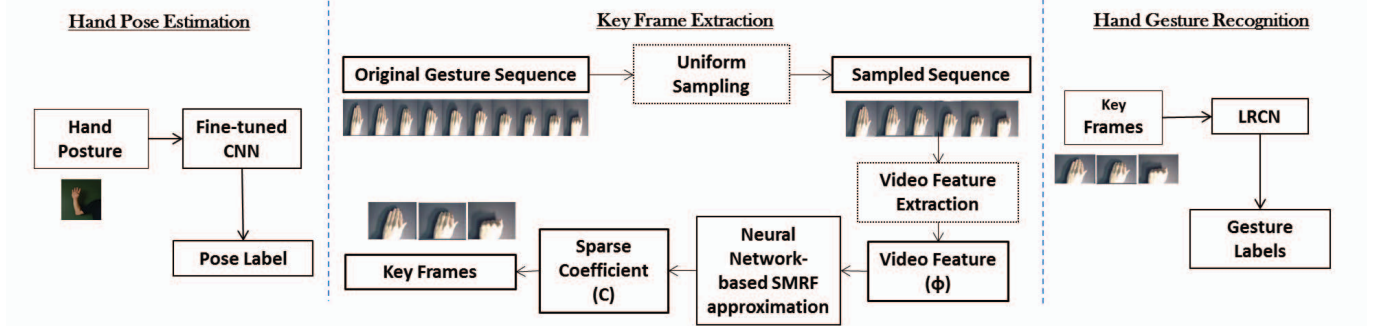 Hand Pose Estimation
Hand
Posture
Fine-tuned
CNN
Pose Label
Key Frame Extraction
Original Gesture Sequence
Uniform
Sampling
Sampled Sequence
Video Feature
Extraction
Video Feature
(ϕ)
Neural
Network-
based SMRF
approximation
Sparse
Coefficient
(C)
Key Frames
Hand Gesture Recognition
Key
Frames
LRCN
Gesture
Labels